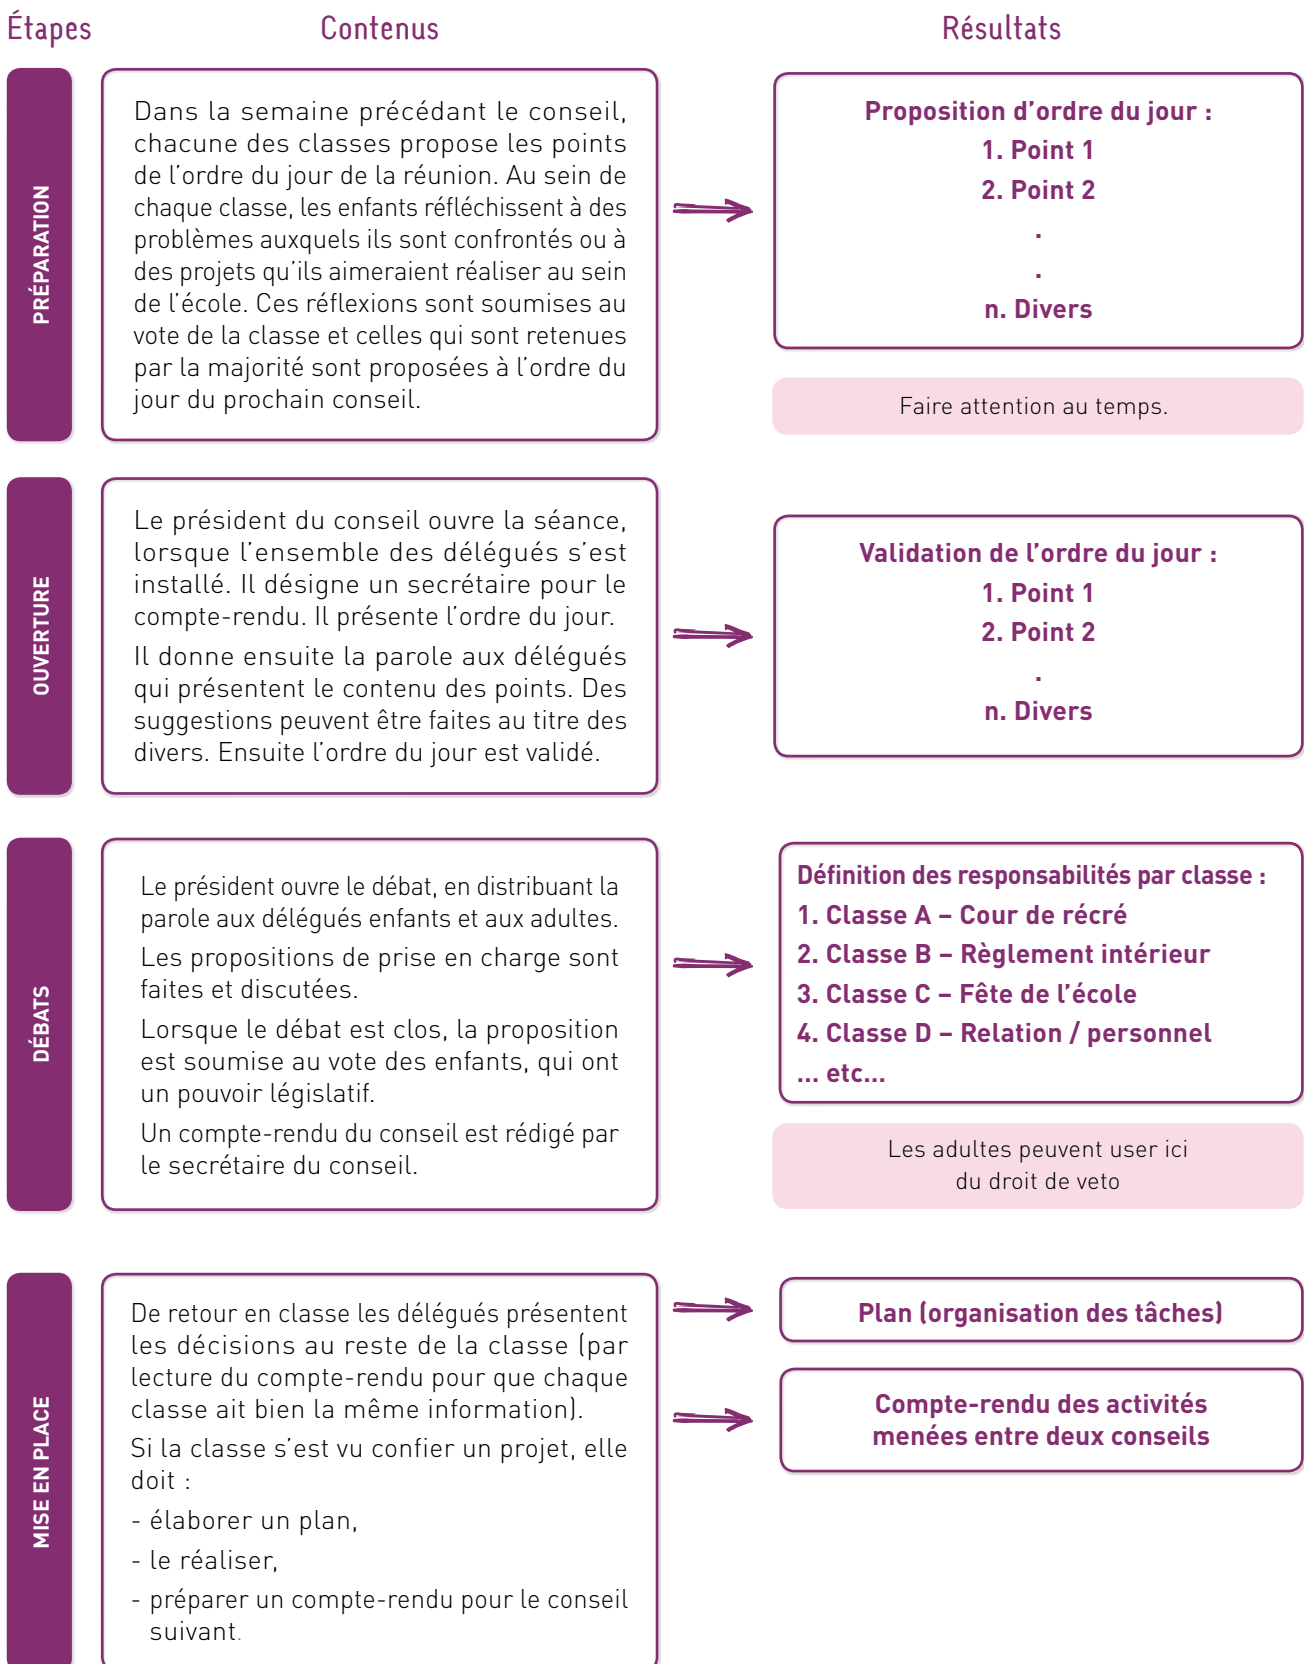 Étapes
Contenus
Résultats
PRÉPARATION
Dans la semaine précédant le conseil,
chacune des classes propose les points
de l’ordre du jour de la réunion. Au sein de
chaque classe, les enfants réfléchissent à des
problèmes auxquels ils sont confrontés ou à
des projets qu’ils aimeraient réaliser au sein
de l’école. Ces réflexions sont soumises au
vote de la classe et celles qui sont retenues
par la majorité sont proposées à l’ordre du
jour du prochain conseil.
Proposition d’ordre du jour :
1. Point 1
2. Point 2
.
.
n. Divers
Faire attention au temps.
OUVERTURE
Le président du conseil ouvre la séance,
lorsque l’ensemble des délégués s’est
installé. Il désigne un secrétaire pour le
compte-rendu. Il présente l’ordre du jour.
Il donne ensuite la parole aux délégués
qui présentent le contenu des points. Des
suggestions peuvent être faites au titre des
divers. Ensuite l’ordre du jour est validé.
Validation de l’ordre du jour :
1. Point 1
2. Point 2
.
n. Divers
DÉBATS
Le président ouvre le débat, en distribuant la
parole aux délégués enfants et aux adultes.
Les propositions de prise en charge sont
faites et discutées.
Lorsque le débat est clos, la proposition
est soumise au vote des enfants, qui ont
un pouvoir législatif.
Un compte-rendu du conseil est rédigé par
le secrétaire du conseil.
Définition des responsabilités par classe :
1. Classe A – Cour de récré
2. Classe B – Règlement intérieur
3. Classe C – Fête de l’école
4. Classe D – Relation / personnel
... etc...
Les adultes peuvent user ici
du droit de veto
MISE EN PLACE
De retour en classe les délégués présentent
les décisions au reste de la classe (par
lecture du compte-rendu pour que chaque
classe ait bien la même information).
Si la classe s’est vu confier un projet, elle
doit :
- élaborer un plan,
- le réaliser,
- préparer un compte-rendu pour le conseil
suivant.
Plan (organisation des tâches)
Compte-rendu des activités
menées entre deux conseils